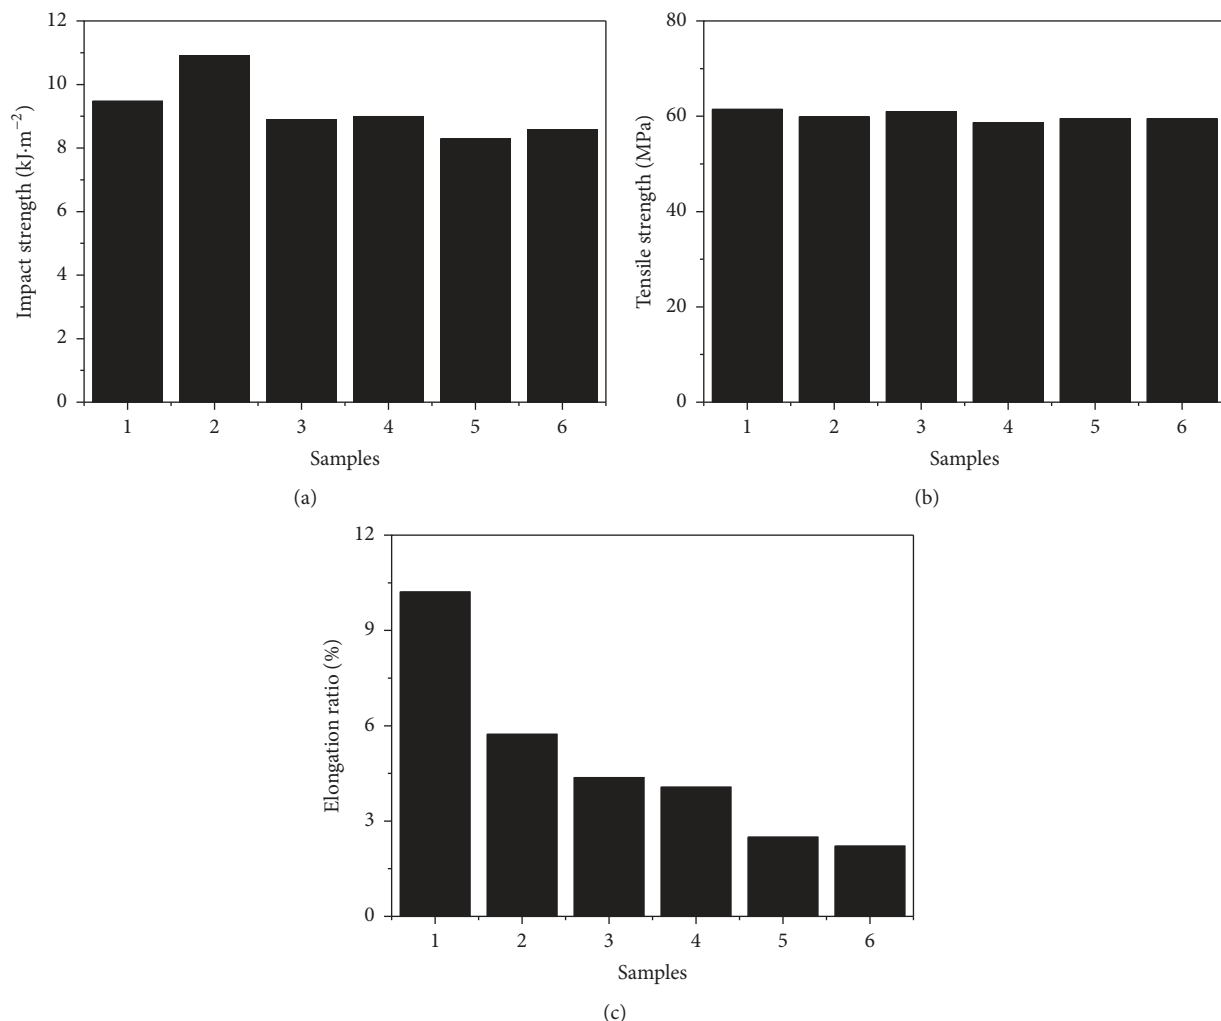 12
10
8
6
4
2
0
Impact strength (kJ·m⁻²)
1 2 3 4 5 6
Samples
(a)
80
60
40
20
0
Tensile strength (MPa)
1 2 3 4 5 6
Samples
(b)
12
9
6
3
0
Elongation ratio (%)
1 2 3 4 5 6
Samples
(c)